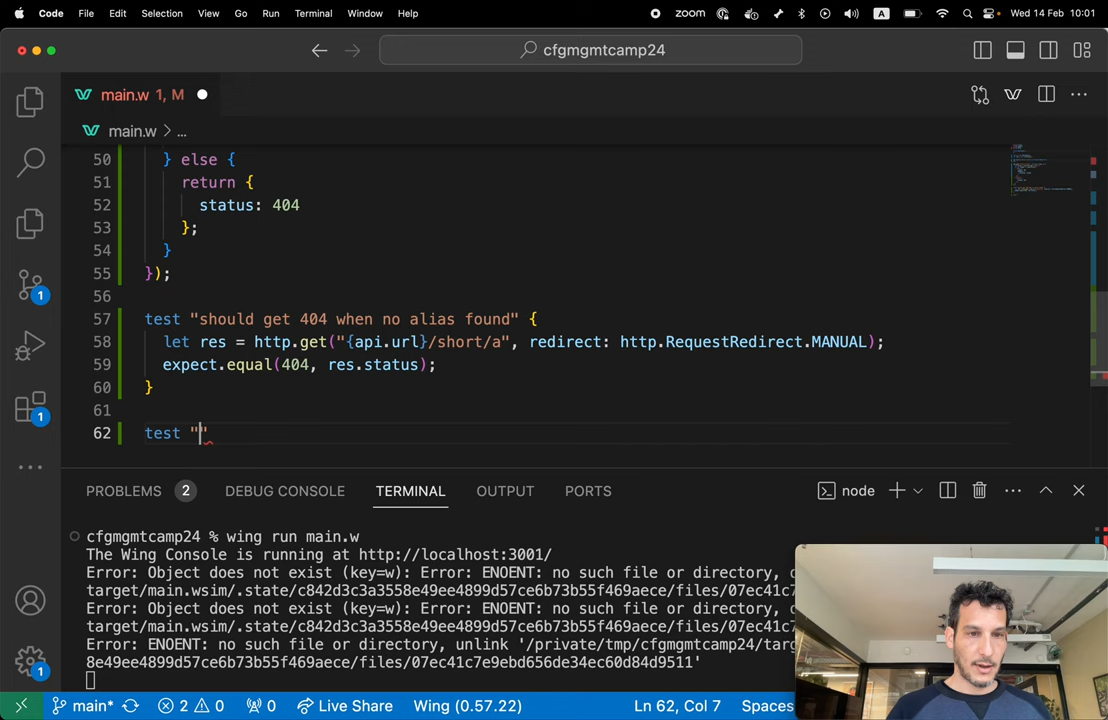 Code File Edit Selection View Go Run Terminal Window Help zoom A Wed 14 Feb 10:01
cfgmgmtcamp24
main.w 1, M
main.w > ...
50 } else {
51 return {
52 status: 404
53 };
54 }
55 });
56
57 test "should get 404 when no alias found" {
58 let res = http.get("{api.url}/short/a", redirect: http.RequestRedirect.MANUAL);
59 expect.equal(404, res.status);
60 }
61
62 test ""
1
1
1
PROBLEMS 2 DEBUG CONSOLE TERMINAL OUTPUT PORTS node
cfgmgmtcamp24 % wing run main.w
The Wing Console is running at http://localhost:3001/
Error: Object does not exist (key=w): Error: ENOENT: no such file or directory,
target/main.wsim/.state/c842d3c3a3558e49ee4899d57ce6b73b55f469aece/files/07ec41c7
Error: Object does not exist (key=w): Error: ENOENT: no such file or directory,
target/main.wsim/.state/c842d3c3a3558e49ee4899d57ce6b73b55f469aece/files/07ec41c7
Error: ENOENT: no such file or directory, unlink '/private/tmp/cfgmgmtcamp24/targ
8e49ee4899d57ce6b73b55f469aece/files/07ec41c7e9ebd656de34ec60d84d9511'
main* 2 0 0 Live Share Wing (0.57.22) Ln 62, Col 7 Spaces